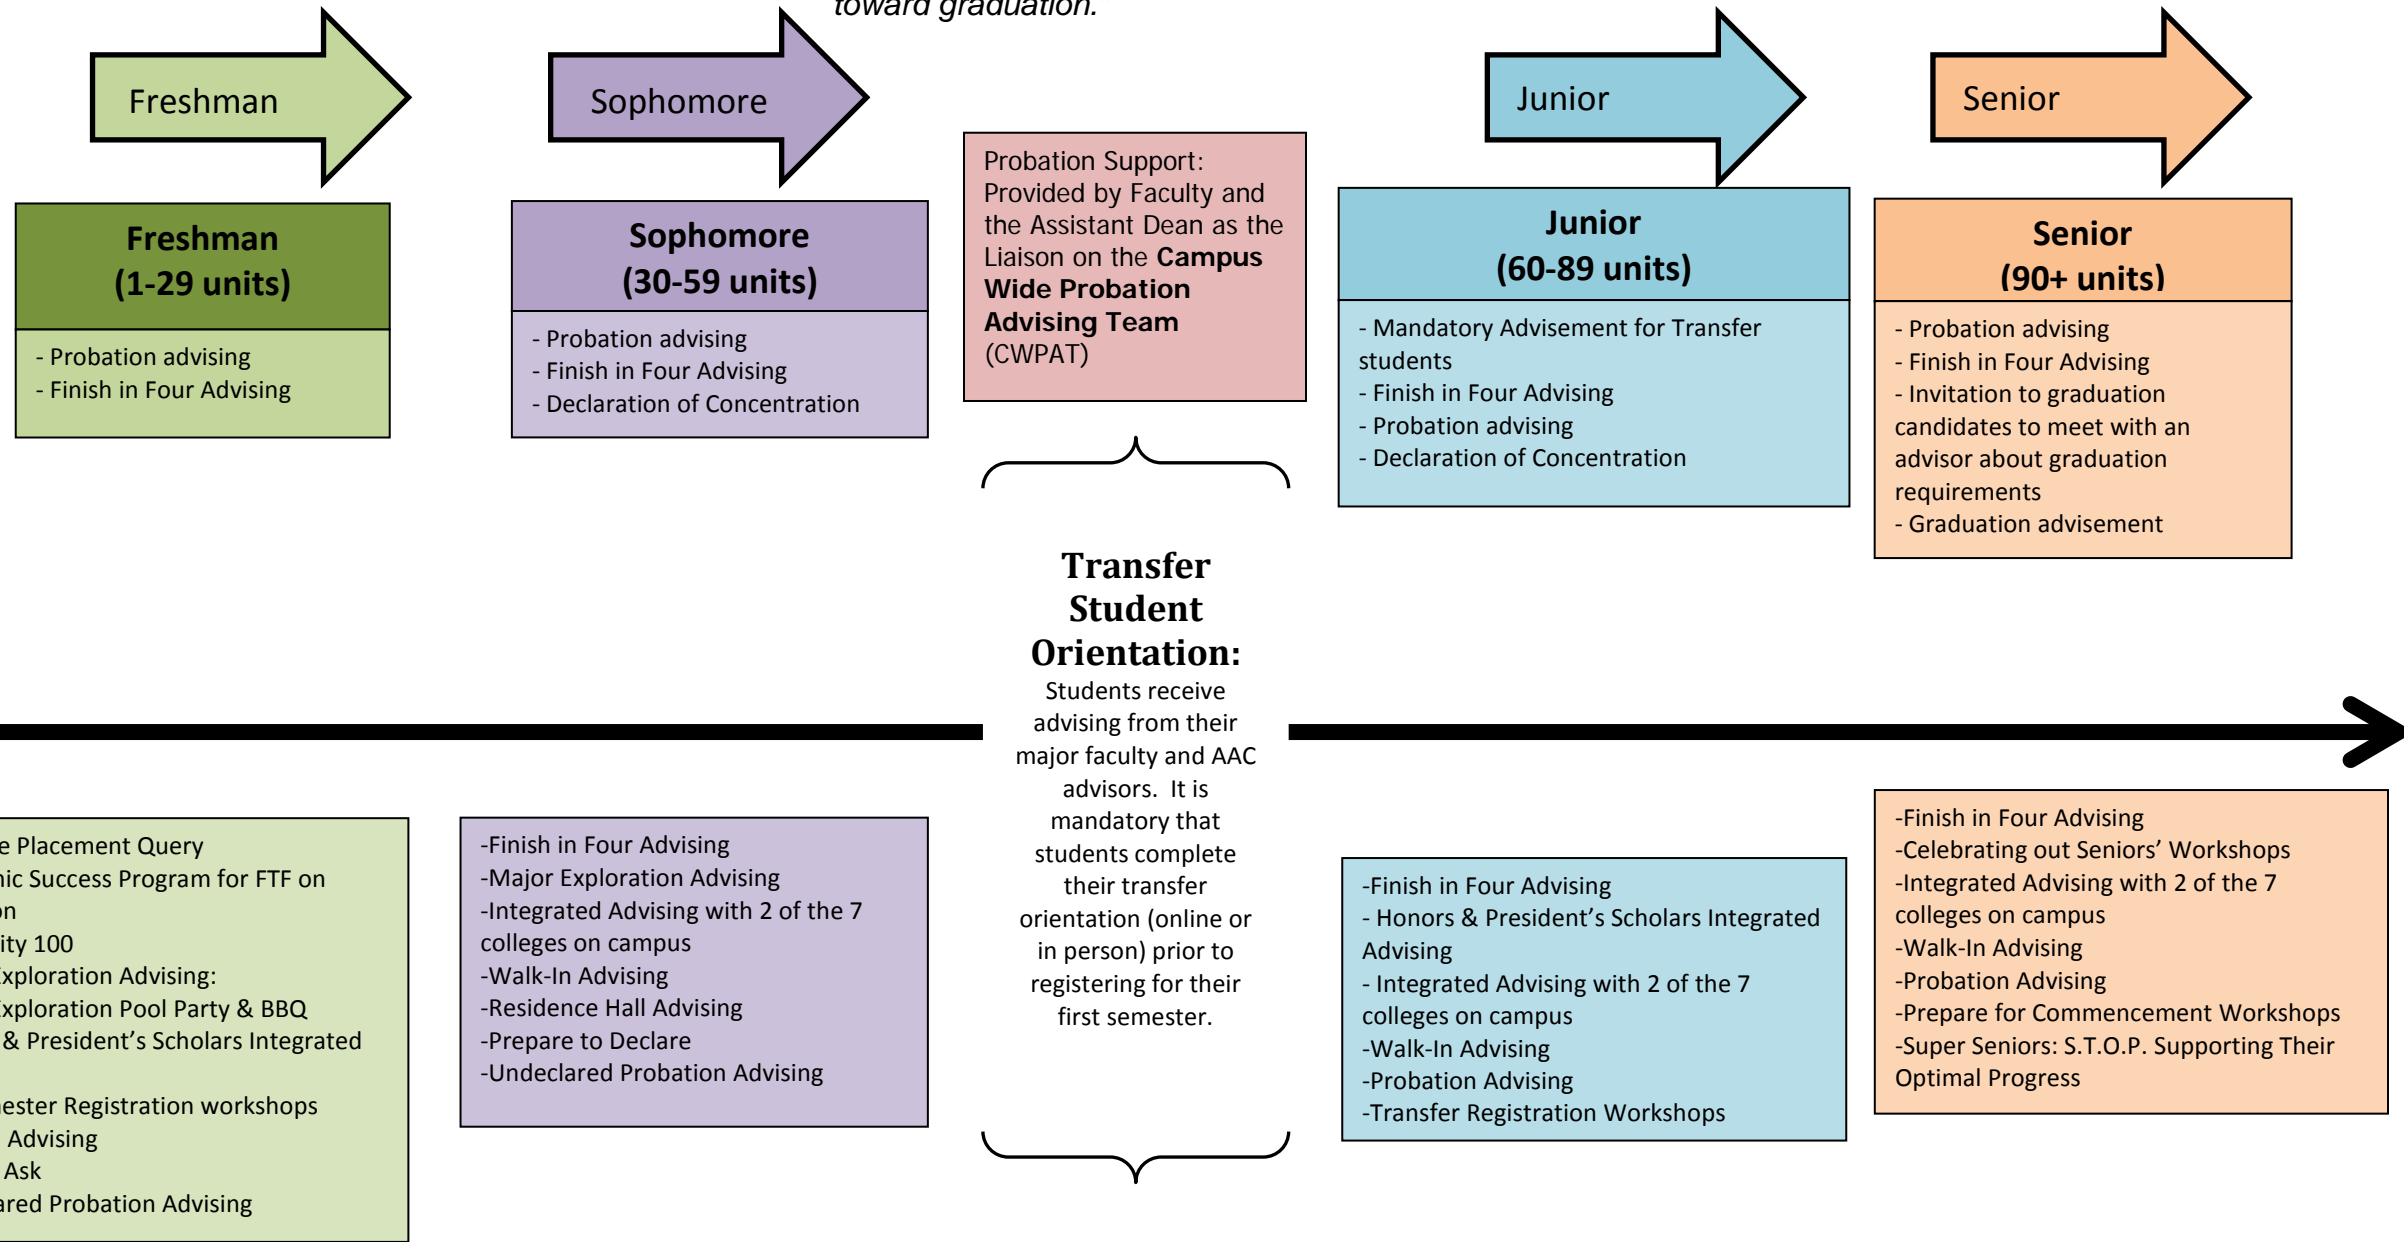 toward graduation.”
Freshman
Sophomore
Junior
Senior
Freshman
(1-29 units)
- Probation advising
- Finish in Four Advising
Sophomore
(30-59 units)
- Probation advising
- Finish in Four Advising
- Declaration of Concentration
Probation Support:
Provided by Faculty and
the Assistant Dean as the
Liaison on the Campus
Wide Probation
Advising Team
(CWPAT)
Junior
(60-89 units)
- Mandatory Advisement for Transfer
students
- Finish in Four Advising
- Probation advising
- Declaration of Concentration
Senior
(90+ units)
- Probation advising
- Finish in Four Advising
- Invitation to graduation
candidates to meet with an
advisor about graduation
requirements
- Graduation advisement
Transfer
Student
Orientation:
Students receive
advising from their
major faculty and AAC
advisors.  It is
mandatory that
students complete
their transfer
orientation (online or
in person) prior to
registering for their
first semester.
e Placement Query
nic Success Program for FTF on
on
ity 100
Exploration Advising:
Exploration Pool Party & BBQ
& President’s Scholars Integrated
ester Registration workshops
Advising
Ask
ared Probation Advising
-Finish in Four Advising
-Major Exploration Advising
-Integrated Advising with 2 of the 7
colleges on campus
-Walk-In Advising
-Residence Hall Advising
-Prepare to Declare
-Undeclared Probation Advising
-Finish in Four Advising
- Honors & President’s Scholars Integrated
Advising
- Integrated Advising with 2 of the 7
colleges on campus
-Walk-In Advising
-Probation Advising
-Transfer Registration Workshops
-Finish in Four Advising
-Celebrating out Seniors’ Workshops
-Integrated Advising with 2 of the 7
colleges on campus
-Walk-In Advising
-Probation Advising
-Prepare for Commencement Workshops
-Super Seniors: S.T.O.P. Supporting Their
Optimal Progress